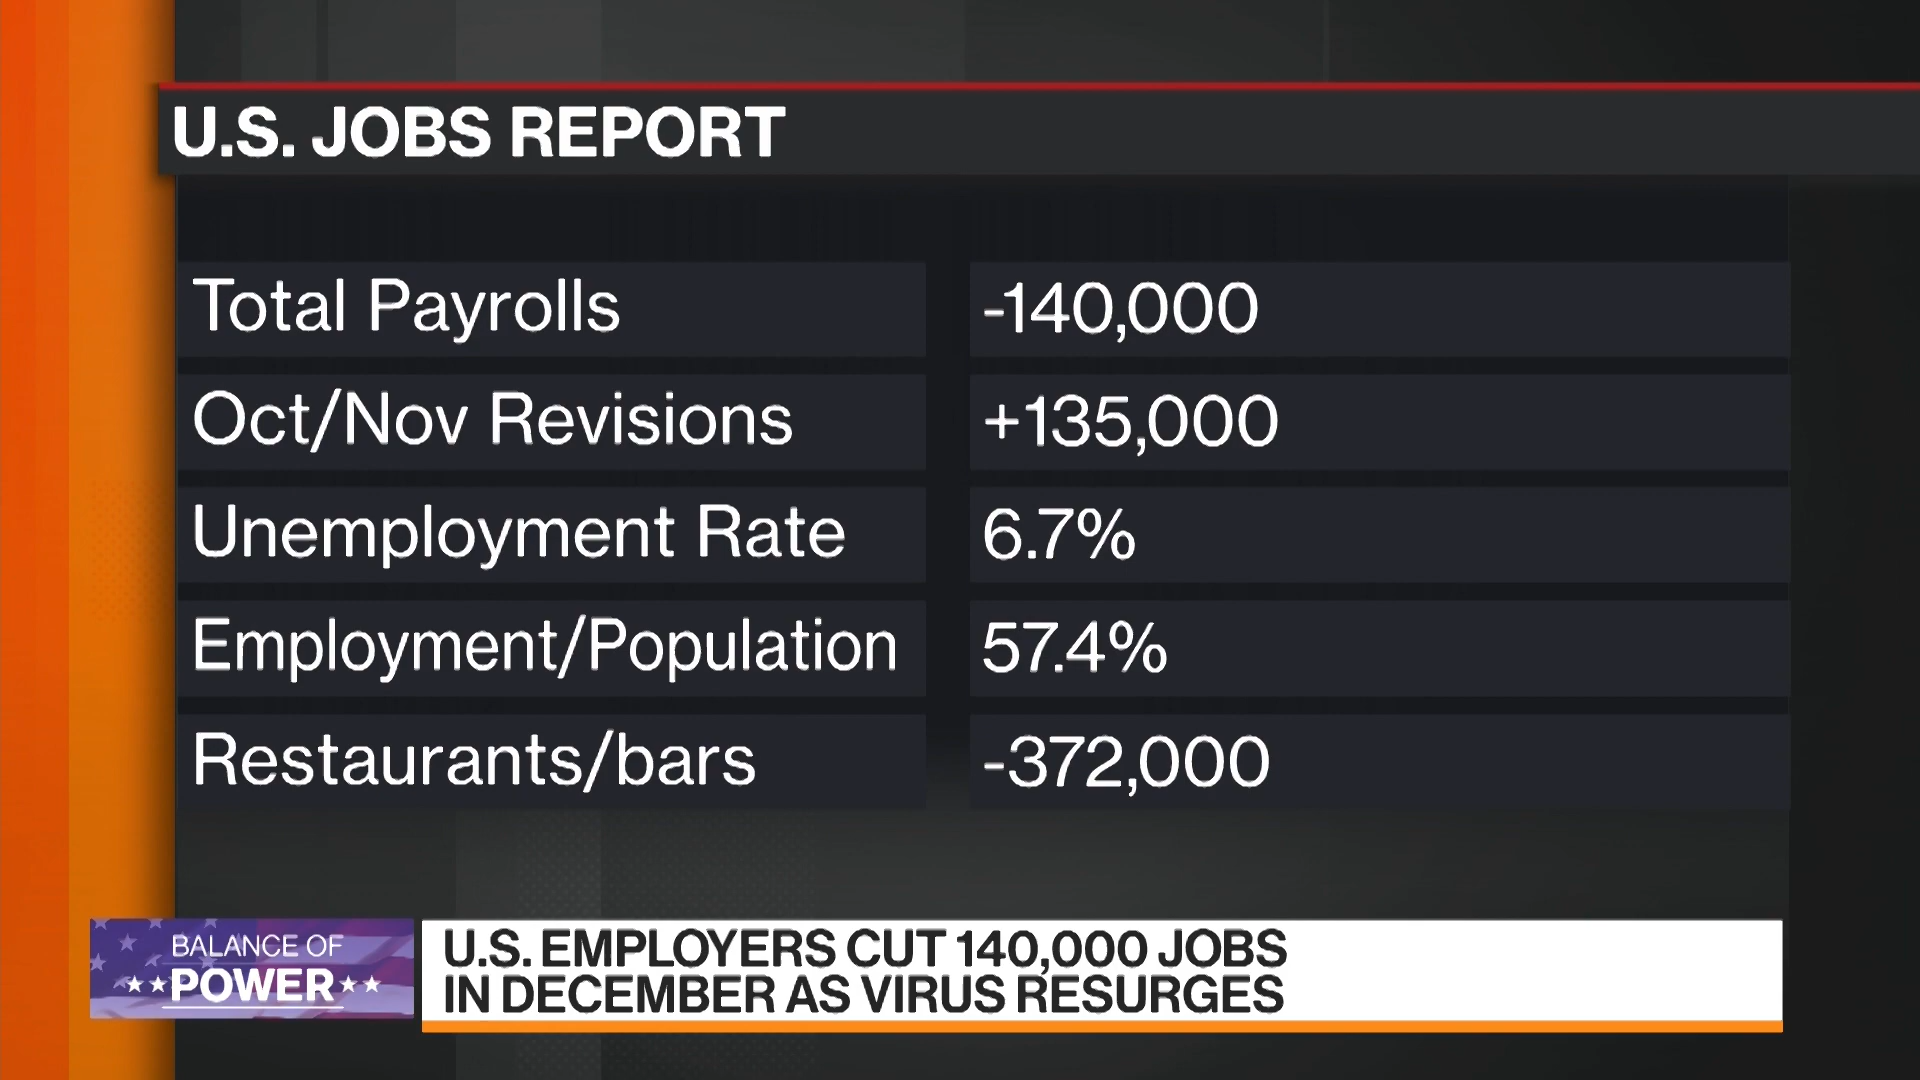 U.S. JOBS REPORT
Total Payrolls -140,000
Oct/Nov Revisions +135,000
Unemployment Rate 6.7%
Employment/Population 57.4%
Restaurants/bars -372,000
BALANCE OF
POWER
U.S. EMPLOYERS CUT 140,000 JOBS
IN DECEMBER AS VIRUS RESURGES